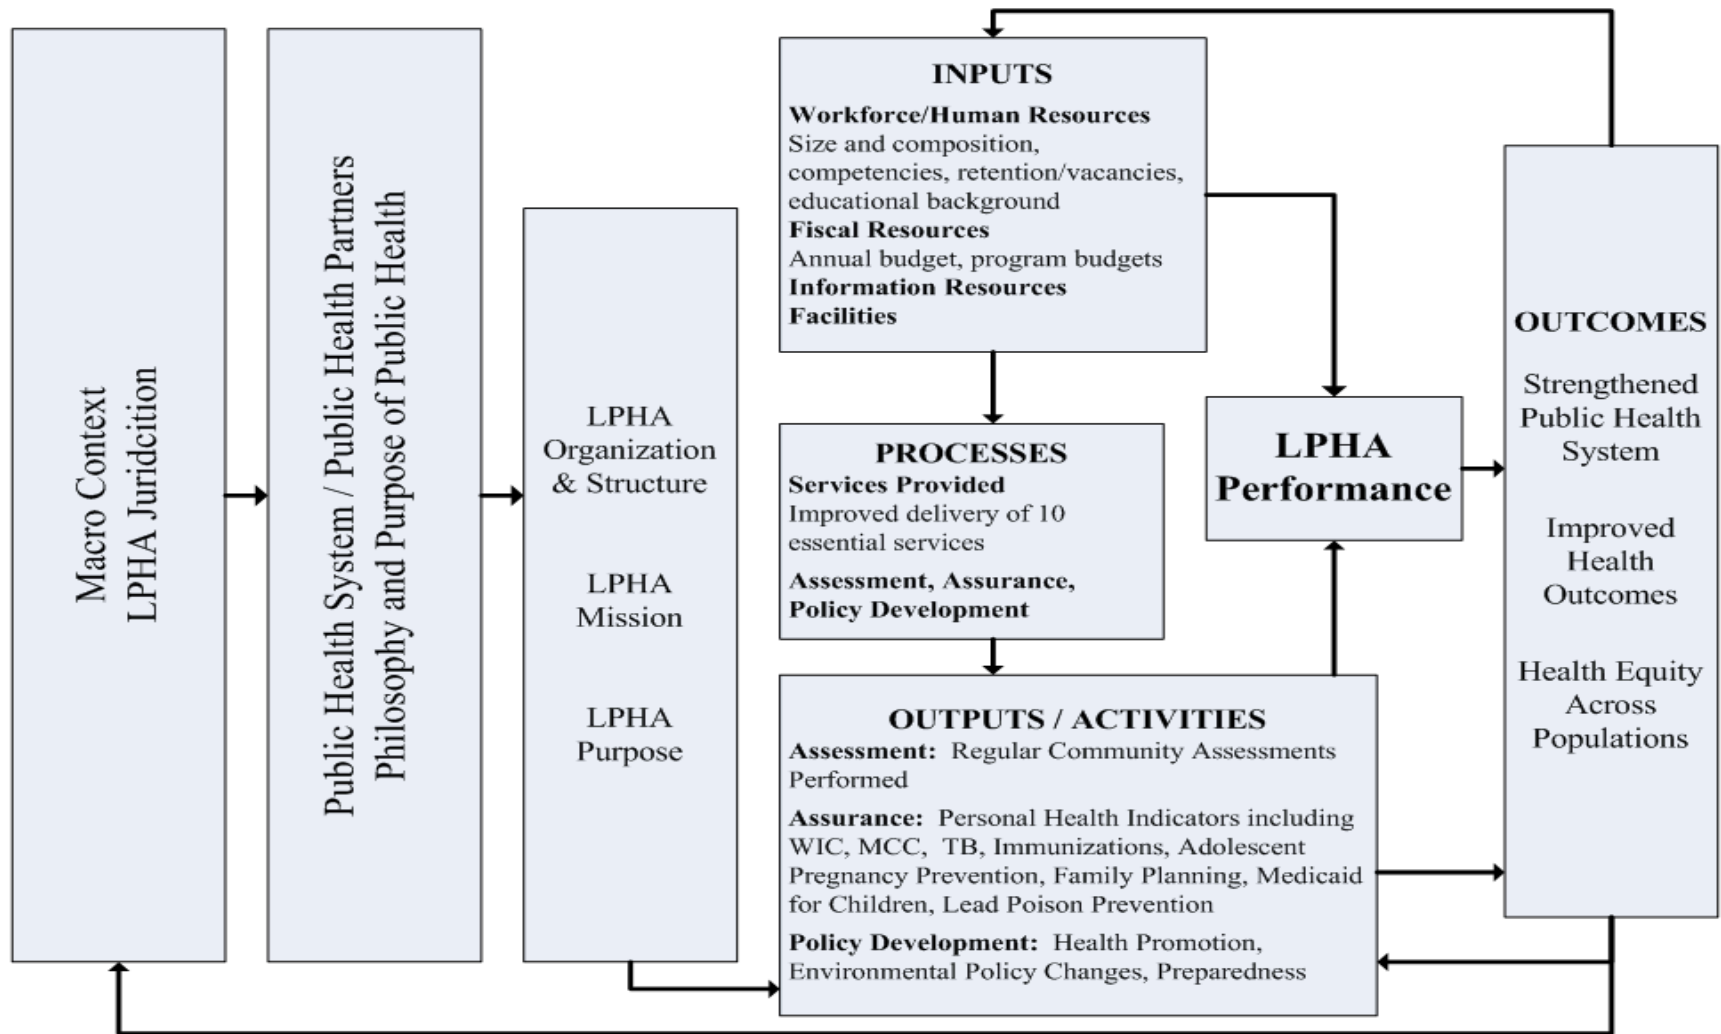 Macro Context
LPHA Juridcition
Public Health System / Public Health Partners
Philosophy and Purpose of Public Health
LPHA
Organization
& Structure
LPHA
Mission
LPHA
Purpose
INPUTS
Workforce/Human Resources
Size and composition,
competencies, retention/vacancies,
educational background
Fiscal Resources
Annual budget, program budgets
Information Resources
Facilities
PROCESSES
Services Provided
Improved delivery of 10
essential services
Assessment, Assurance,
Policy Development
OUTPUTS / ACTIVITIES
Assessment: Regular Community Assessments
Performed
Assurance: Personal Health Indicators including
WIC, MCC, TB, Immunizations, Adolescent
Pregnancy Prevention, Family Planning, Medicaid
for Children, Lead Poison Prevention
Policy Development: Health Promotion,
Environmental Policy Changes, Preparedness
LPHA
Performance
OUTCOMES
Strengthened
Public Health
System
Improved
Health
Outcomes
Health Equity
Across
Populations